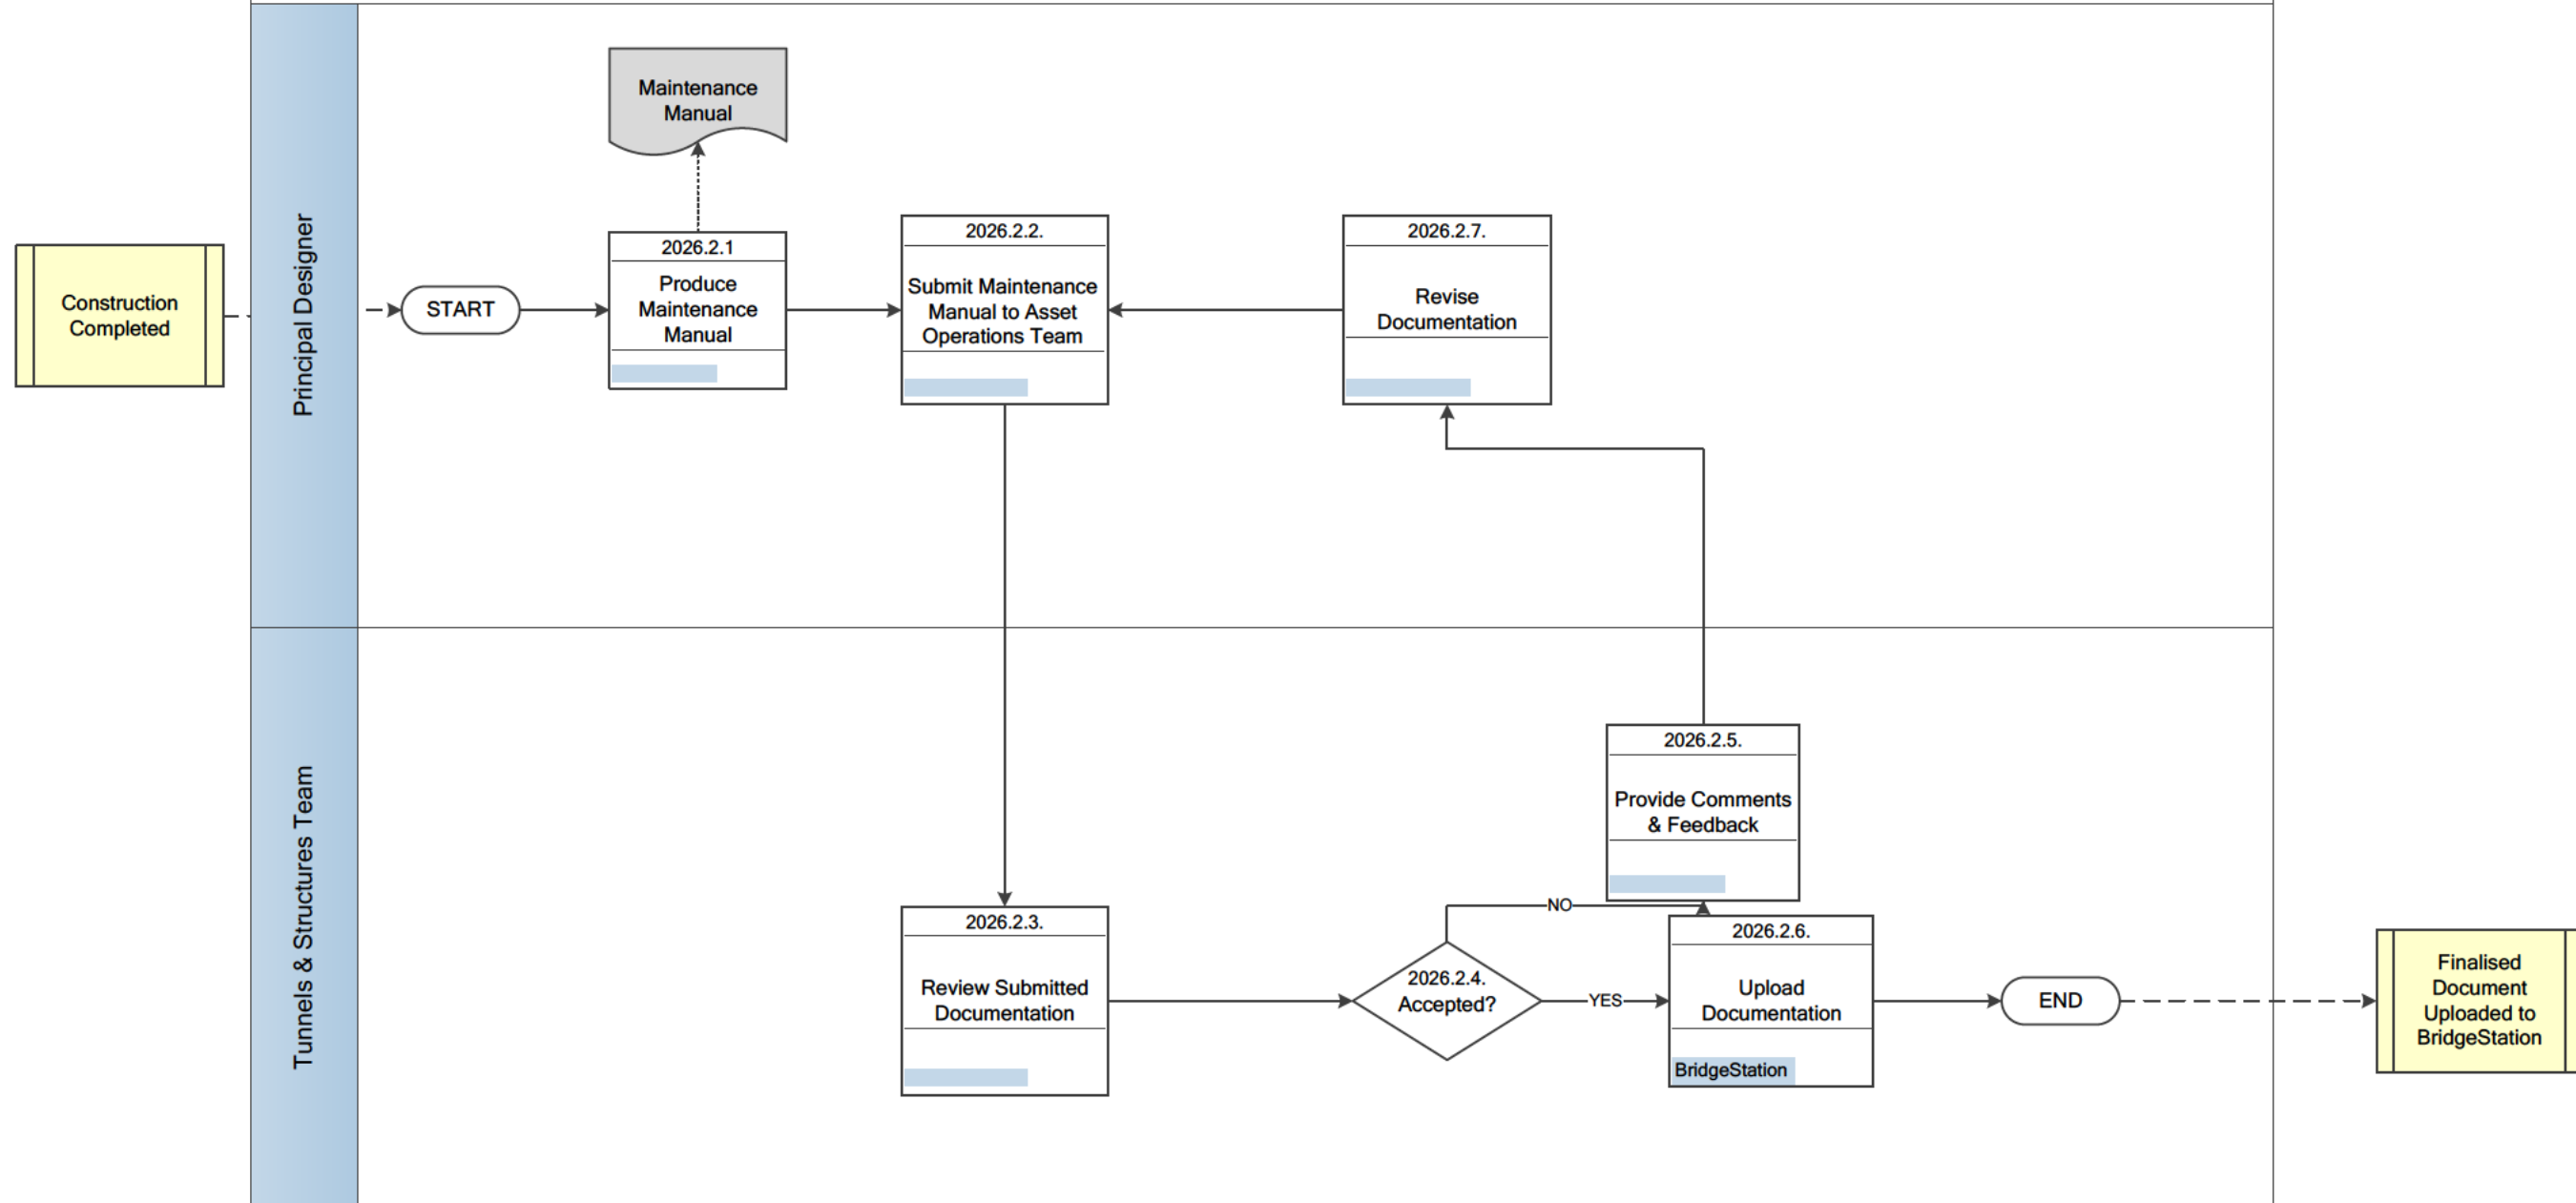 Principal Designer
Construction
Completed
START
Maintenance
Manual
2026.2.1
Produce
Maintenance
Manual
2026.2.2.
Submit Maintenance
Manual to Asset
Operations Team
2026.2.7.
Revise
Documentation
Tunnels & Structures Team
2026.2.3.
Review Submitted
Documentation
2026.2.4.
Accepted?
NO
YES
2026.2.5.
Provide Comments
& Feedback
2026.2.6.
Upload
Documentation
BridgeStation
END
Finalised
Document
Uploaded to
BridgeStation